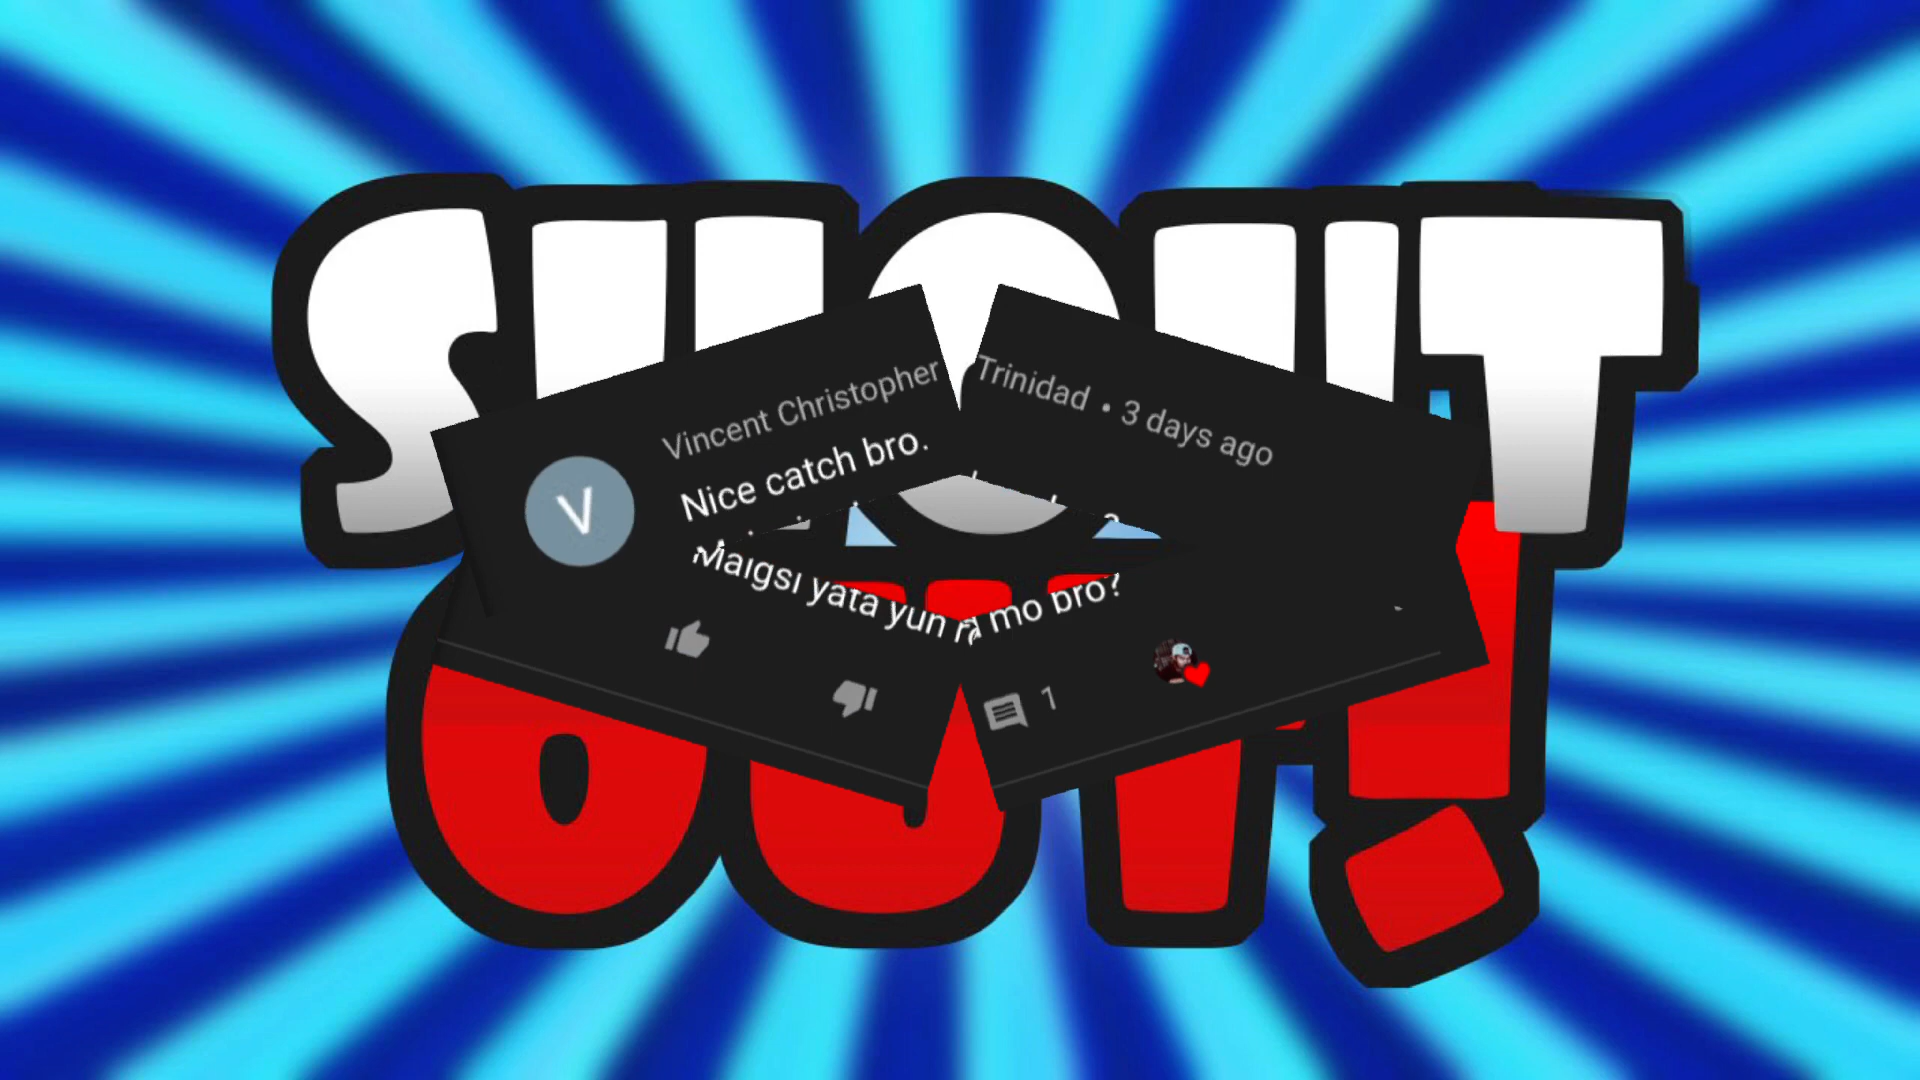 SHOUT
OUT!
Vincent Christopher Trinidad • 3 days ago
Nice catch bro.
Maigsi yata yun
mo bro?
V
1